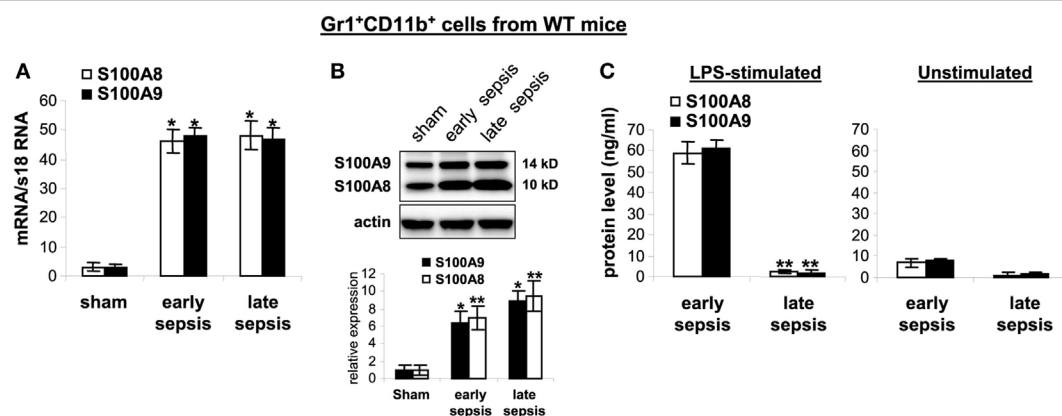 Gr1+CD11b+ cells from WT mice
A
S100A8
S100A9
mRNA/s18 RNA
60
50
40
30
20
10
0
* * * *
sham
early sepsis
late sepsis
B
sham
early sepsis
late sepsis
S100A9 14 kD
S100A8 10 kD
actin
S100A9
S100A8
relative expression
12
10
8
6
4
2
0
* ** * **
Sham
early sepsis
late sepsis
C
LPS-stimulated
S100A8
S100A9
protein level (ng/ml)
70
60
50
40
30
20
10
0
** **
early sepsis
late sepsis
Unstimulated
70
60
50
40
30
20
10
0
early sepsis
late sepsis